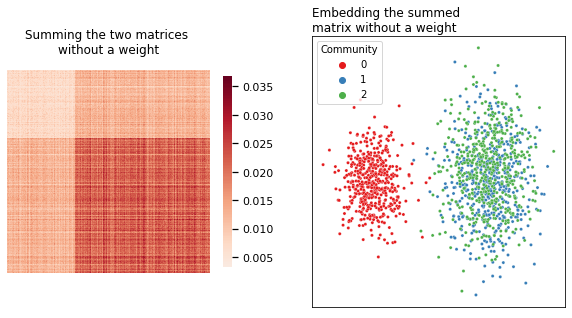 Summing the two matrices
without a weight
0.035
0.030
0.025
0.020
0.015
0.010
0.005
Embedding the summed
matrix without a weight
Community
0
1
2